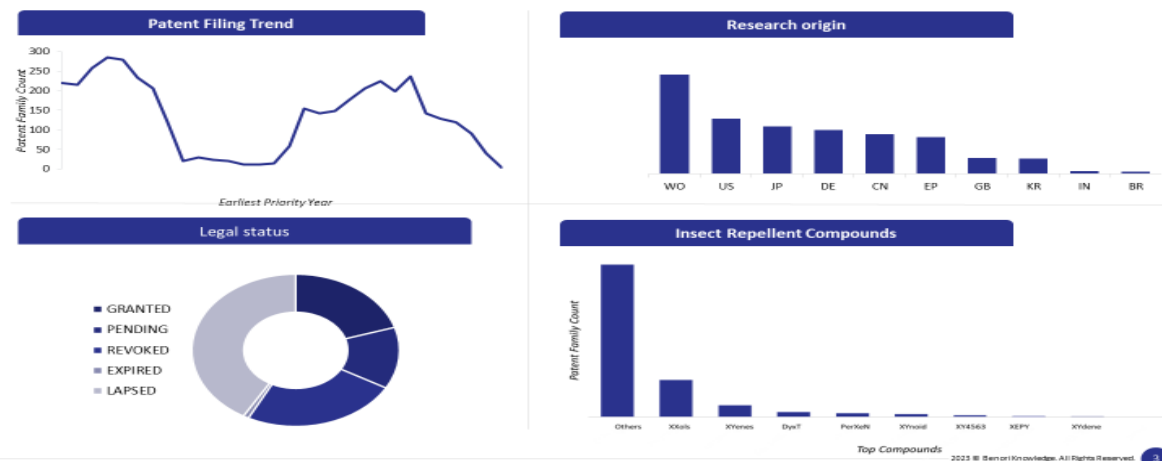 Patent Filing Trend
Patent Family Count
300
250
200
150
100
50
0
Earliest Priority Year
Research origin
WO US JP DE CN EP GB KR IN BR
Legal status
GRANTED
PENDING
REVOKED
EXPIRED
LAPSED
Insect Repellent Compounds
Patent Family Count
Others XXols XYenes DyxT PerXeN XYnoid XY4563 XEPY XYdene
Top Compounds
2023 © Benori Knowledge. All Rights Reserved. 3